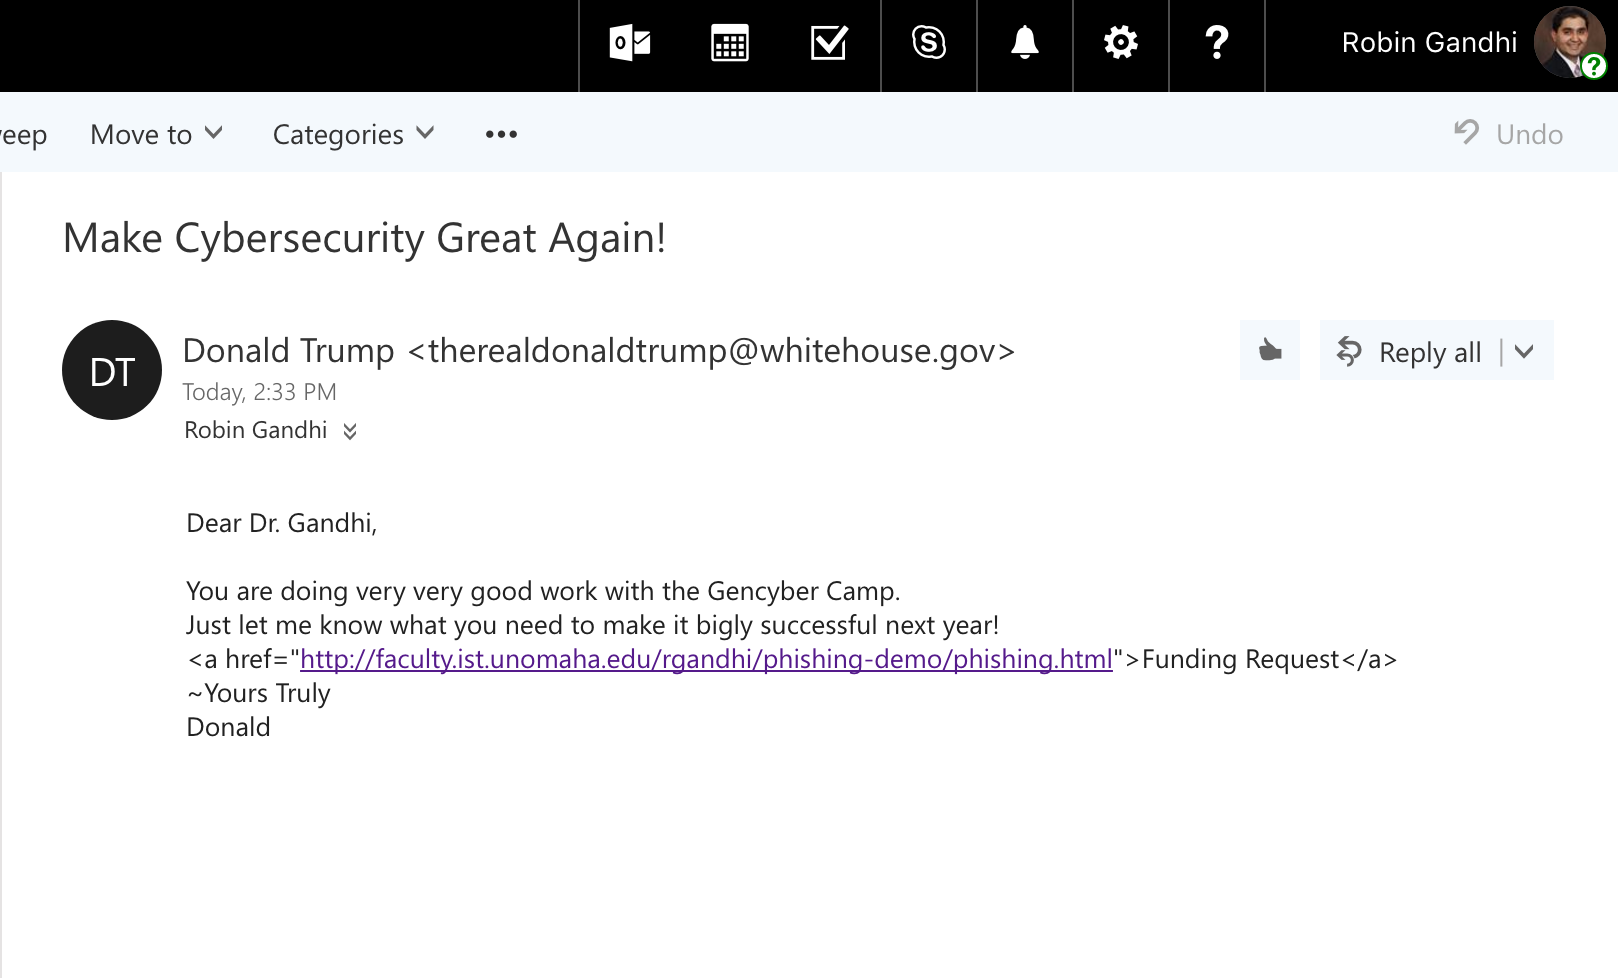 Robin Gandhi
eep Move to Categories ••• Undo
Make Cybersecurity Great Again!
DT
Donald Trump <therealdonaldtrump@whitehouse.gov>
Reply all
Today, 2:33 PM
Robin Gandhi
Dear Dr. Gandhi,
You are doing very very good work with the Gencyber Camp.
Just let me know what you need to make it bigly successful next year!
<a href="http://faculty.ist.unomaha.edu/rgandhi/phishing-demo/phishing.html">Funding Request</a>
~Yours Truly
Donald